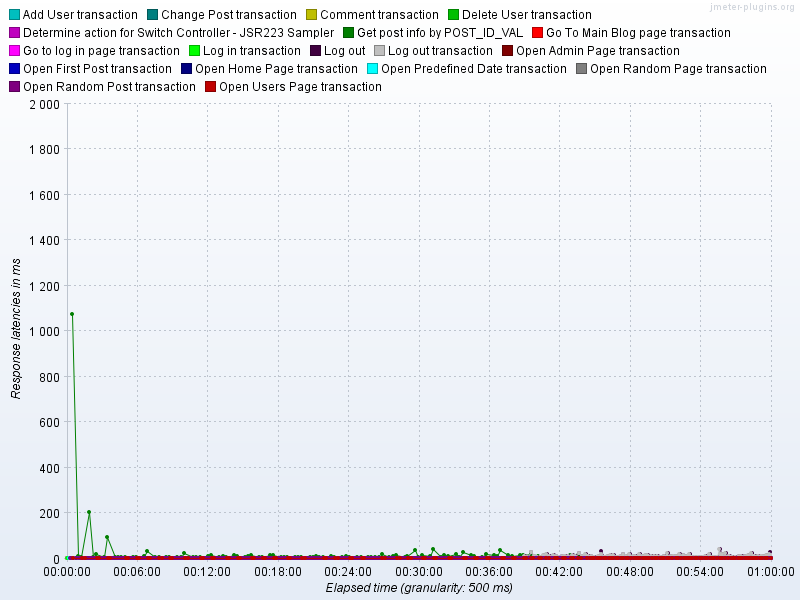 jmeter-plugins.org
Add User transaction Change Post transaction Comment transaction Delete User transaction
Determine action for Switch Controller - JSR223 Sampler Get post info by POST_ID_VAL Go To Main Blog page transaction
Go to log in page transaction Log in transaction Log out Log out transaction Open Admin Page transaction
Open First Post transaction Open Home Page transaction Open Predefined Date transaction Open Random Page transaction
Open Random Post transaction Open Users Page transaction
2 000
1 800
1 600
1 400
1 200
1 000
800
600
400
200
0
Response latencies in ms
00:00:00 00:06:00 00:12:00 00:18:00 00:24:00 00:30:00 00:36:00 00:42:00 00:48:00 00:54:00 01:00:00
Elapsed time (granularity: 500 ms)